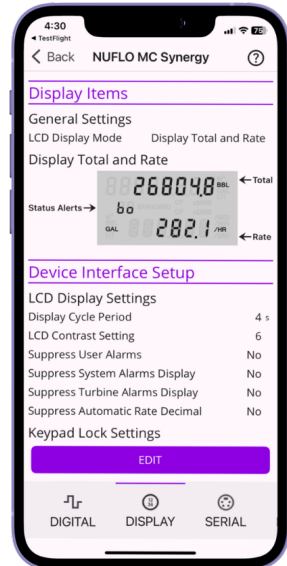 4:30
75
◄ TestFlight
Back NUFLO MC Synergy ?
Display Items
General Settings
LCD Display Mode Display Total and Rate
Display Total and Rate
26804.8 BBL ←Total
Status Alerts→ bo
GAL 282.1 /HR ←Rate
Device Interface Setup
LCD Display Settings
Display Cycle Period 4 s
LCD Contrast Setting 6
Suppress User Alarms No
Suppress System Alarms Display No
Suppress Turbine Alarms Display No
Suppress Automatic Rate Decimal No
Keypad Lock Settings
EDIT
DIGITAL DISPLAY SERIAL